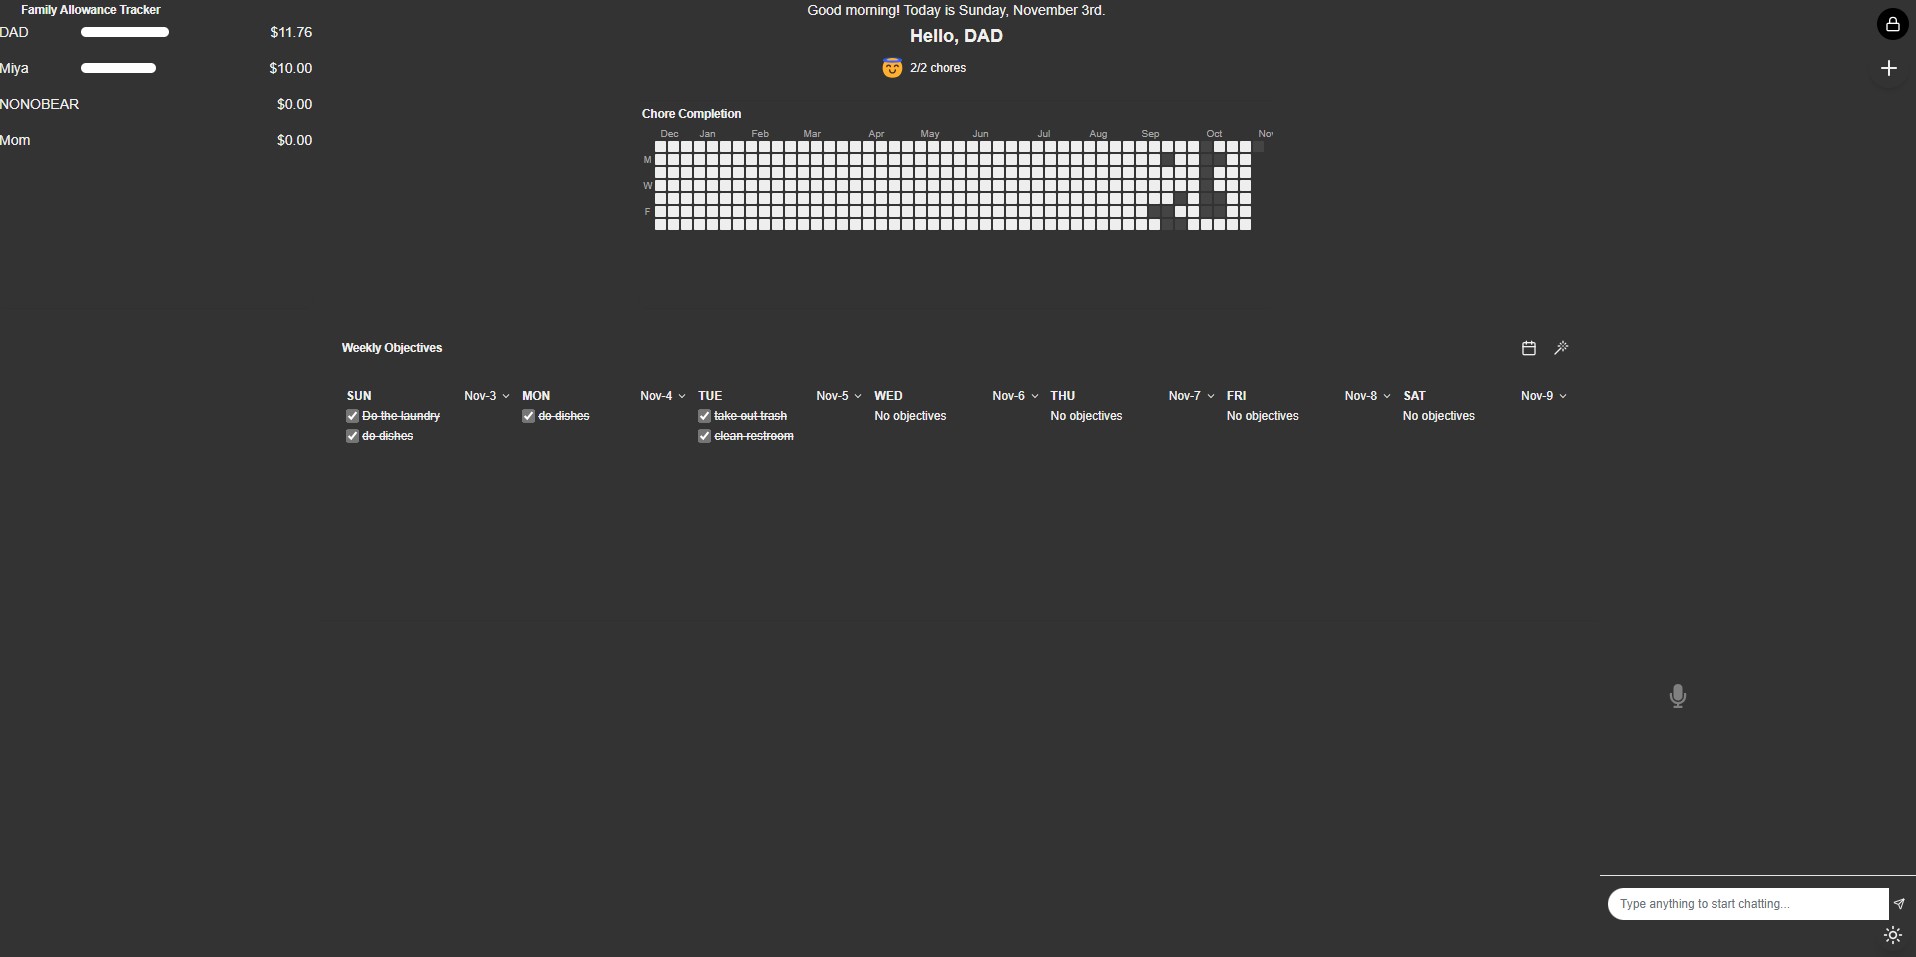 Family Allowance Tracker
DAD $11.76
Miya $10.00
NONOBEAR $0.00
Mom $0.00
Good morning! Today is Sunday, November 3rd.
Hello, DAD
2/2 chores
Chore Completion
Dec Jan Feb Mar Apr May Jun Jul Aug Sep Oct Nov
M
W
F
Weekly Objectives
SUN Nov-3 MON Nov-4 TUE Nov-5 WED Nov-6 THU Nov-7 FRI Nov-8 SAT Nov-9
Do the laundry do dishes take out trash No objectives No objectives No objectives No objectives
do dishes clean restroom
Type anything to start chatting...